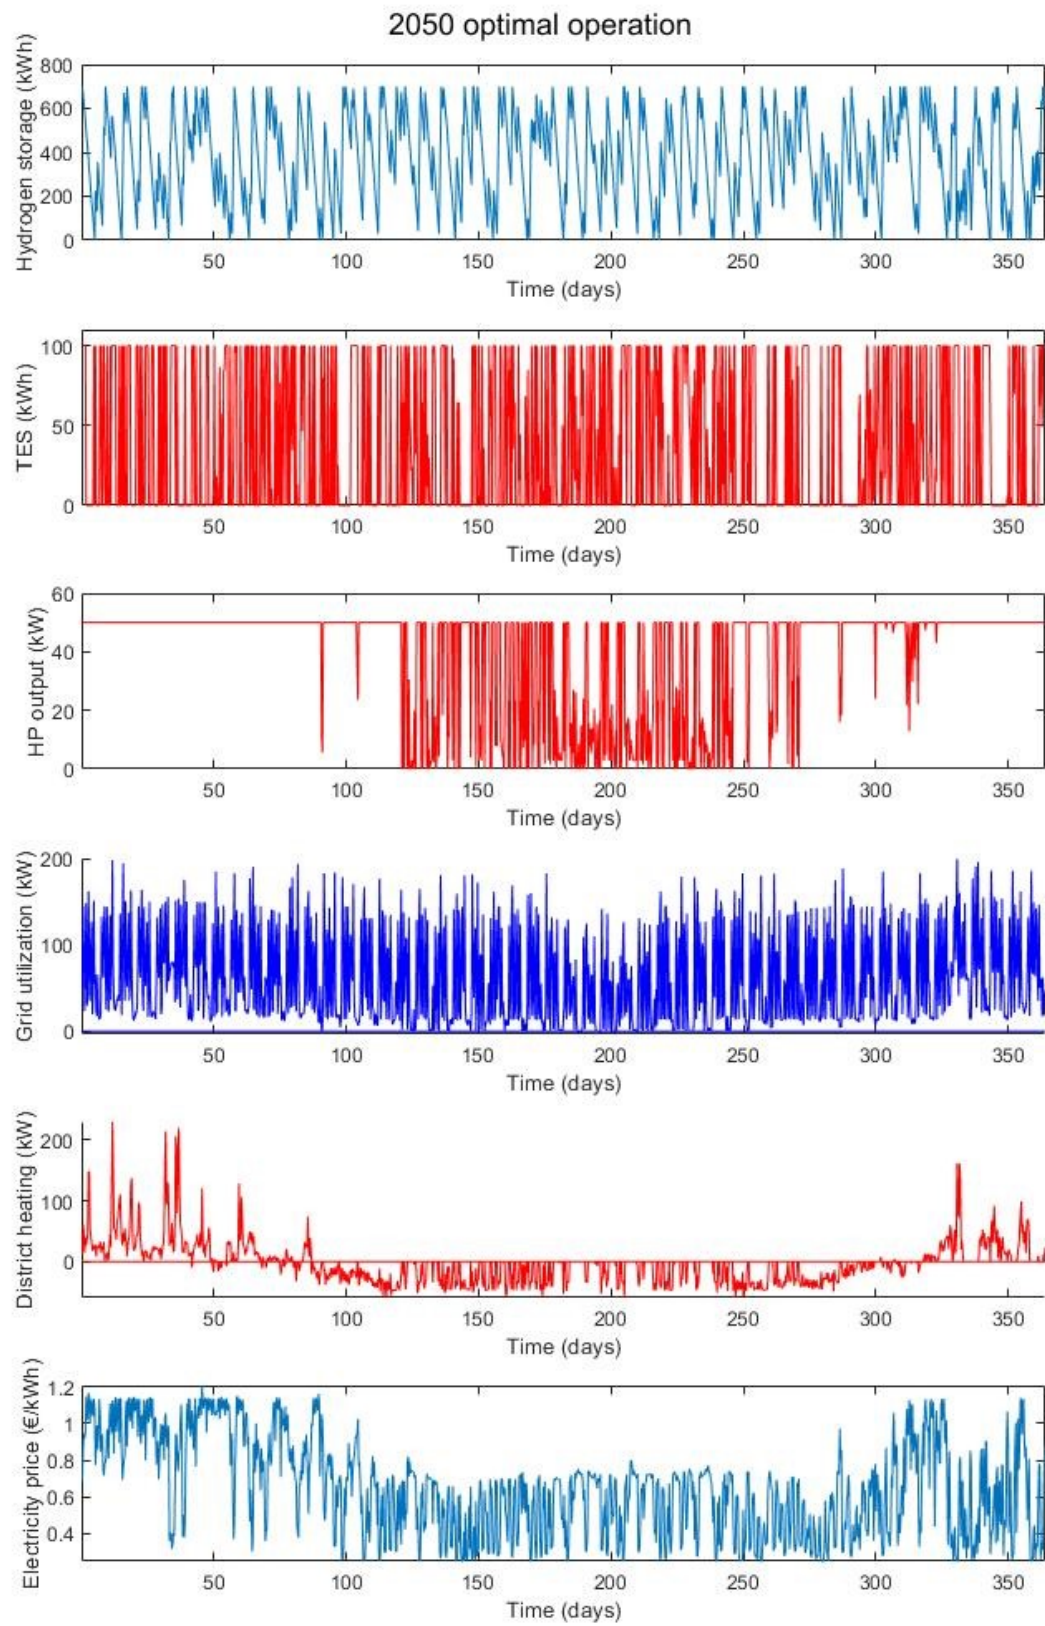 2050 optimal operation
Hydrogen storage (kWh)
800
600
400
200
0
50 100 150 200 250 300 350
Time (days)
TES (kWh)
100
50
0
50 100 150 200 250 300 350
Time (days)
HP output (kW)
60
40
20
0
50 100 150 200 250 300 350
Time (days)
Grid utilization (kW)
200
100
0
50 100 150 200 250 300 350
Time (days)
District heating (kW)
200
100
0
50 100 150 200 250 300 350
Time (days)
Electricity price (€/kWh)
1.2
1
0.8
0.6
0.4
50 100 150 200 250 300 350
Time (days)